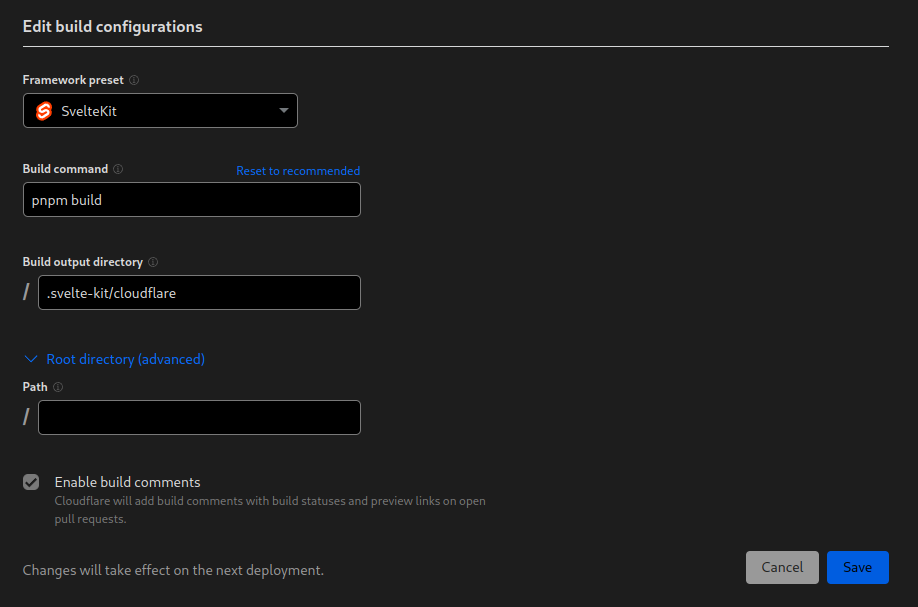 Edit build configurations
Framework preset
SvelteKit
Build command
Reset to recommended
pnpm build
Build output directory
/
.svelte-kit/cloudflare
Root directory (advanced)
Path
/
Enable build comments
Cloudflare will add build comments with build statuses and preview links on open
pull requests.
Changes will take effect on the next deployment.
Cancel
Save